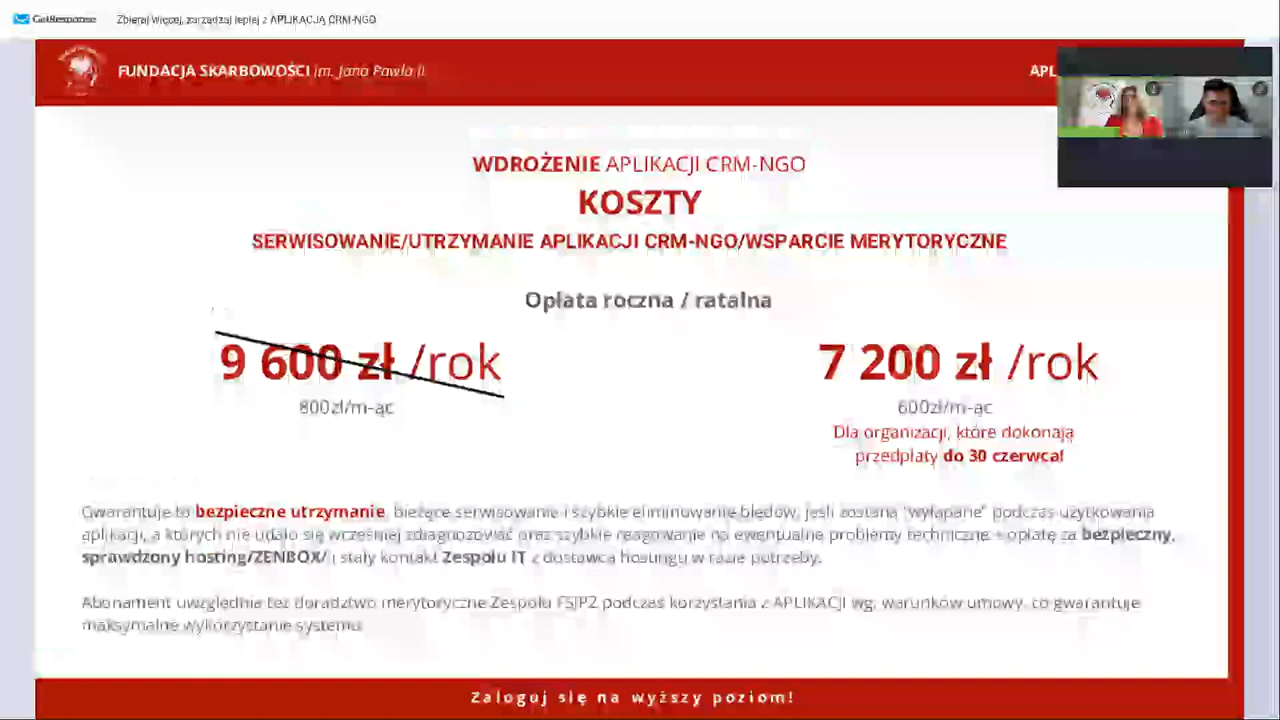 GetResponse
Zbieraj więcej, zarządzaj lepiej z APLIKACJĄ CRM-NGO
FUNDACJA SKARBOWOŚCI im. Jana Pawła II
APL
WDROŻENIE APLIKACJI CRM-NGO
KOSZTY
SERWISOWANIE/UTRZYMANIE APLIKACJI CRM-NGO/WSPARCIE MERYTORYCZNE
Opłata roczna / ratalna
9 600 zł /rok
7 200 zł /rok
800zł/m-ąc
600zł/m-ąc
Dla organizacji, które dokonają
przedpłaty do 30 czerwca!
Gwarantuje to bezpieczne utrzymanie, bieżące serwisowanie i szybkie eliminowanie błędów, jeśli zostaną "wyłapane" podczas użytkowania
aplikacji, a których nie udało się wcześniej zdiagnozować oraz szybkie reagowanie na ewentualne problemy techniczne + opłatę za bezpieczny,
sprawdzony hosting/ZENBOX/ i stały kontakt Zespołu IT z dostawcą hostingu w razie potrzeby.
Abonament uwzględnia też doradztwo merytoryczne Zespołu FSJP2 podczas korzystania z APLIKACJI wg. warunków umowy, co gwarantuje
maksymalne wykorzystanie systemu.
Zaloguj się na wyższy poziom!